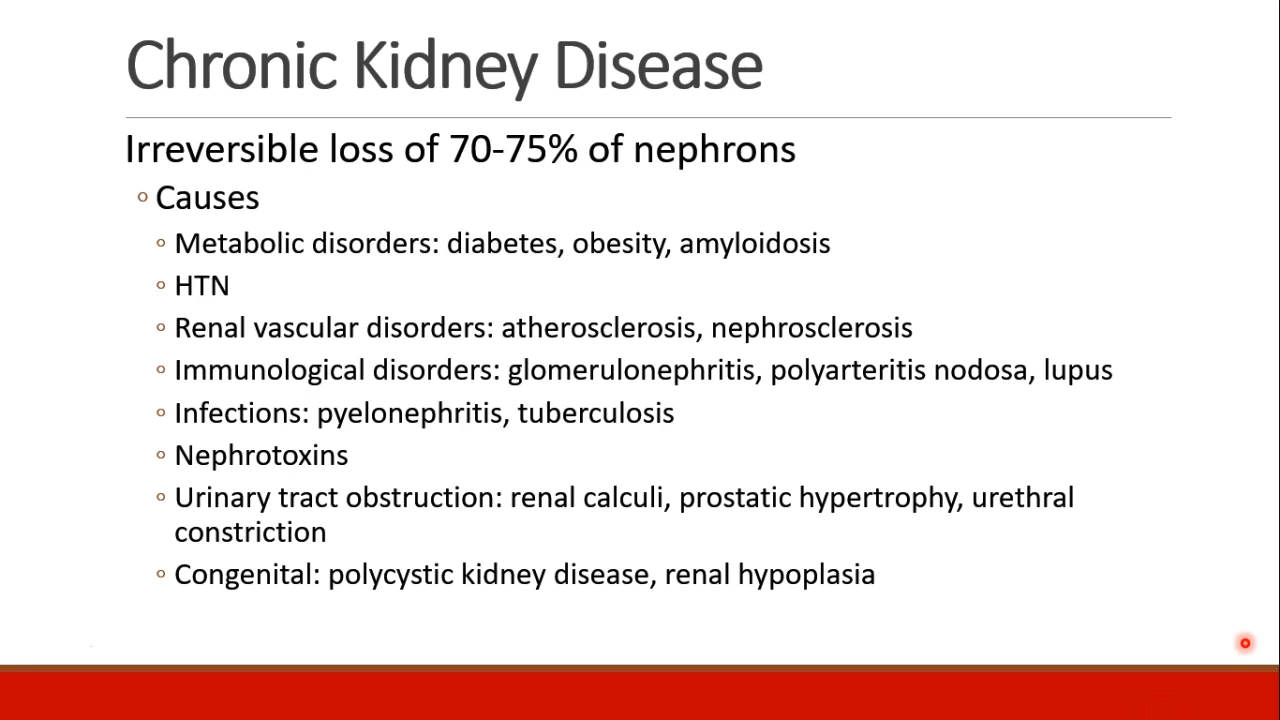 Chronic Kidney Disease
Irreversible loss of 70-75% of nephrons
◦ Causes
◦ Metabolic disorders: diabetes, obesity, amyloidosis
◦ HTN
◦ Renal vascular disorders: atherosclerosis, nephrosclerosis
◦ Immunological disorders: glomerulonephritis, polyarteritis nodosa, lupus
◦ Infections: pyelonephritis, tuberculosis
◦ Nephrotoxins
◦ Urinary tract obstruction: renal calculi, prostatic hypertrophy, urethral
constriction
◦ Congenital: polycystic kidney disease, renal hypoplasia